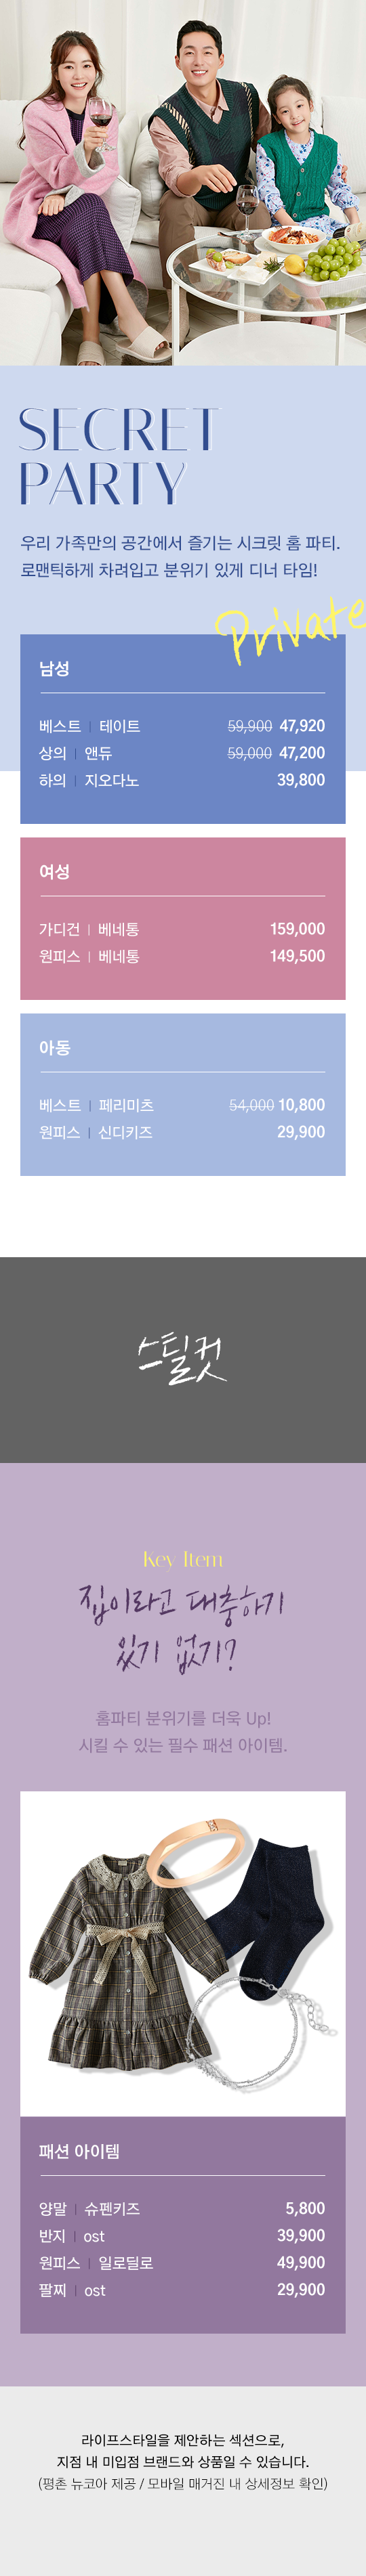 SECRET
PARTY
우리 가족만의 공간에서 즐기는 시크릿 홈 파티.
로맨틱하게 차려입고 분위기 있게 디너 타임!
Private
남성
베스트 | 테이트 59,900 47,920
상의 | 앤듀 59,000 47,200
하의 | 지오다노 39,800
여성
가디건 | 베네통 159,000
원피스 | 베네통 149,500
아동
베스트 | 페리미츠 54,000 10,800
원피스 | 신디키즈 29,900
스틸컷
Key Item
집이라고 대충하기
있기 없기?
홈파티 분위기를 더욱 Up!
시킬 수 있는 필수 패션 아이템.
패션 아이템
양말 | 슈펜키즈 5,800
반지 | ost 39,900
원피스 | 일로딜로 49,900
팔찌 | ost 29,900
라이프스타일을 제안하는 섹션으로,
지점 내 미입점 브랜드와 상품일 수 있습니다.
(평촌 뉴코아 제공 / 모바일 매거진 내 상세정보 확인)